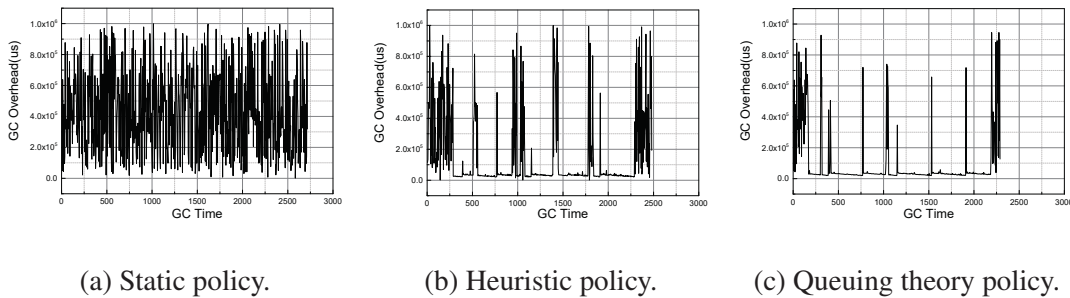 1.0x10⁶
8.0x10⁵
6.0x10⁵
4.0x10⁵
2.0x10⁵
0.0
GC Overhead(us)
0 500 1000 1500 2000 2500 3000
GC Time
(a) Static policy.
1.0x10⁶
8.0x10⁵
6.0x10⁵
4.0x10⁵
2.0x10⁵
0.0
GC Overhead(us)
0 500 1000 1500 2000 2500 3000
GC Time
(b) Heuristic policy.
1.0x10⁶
8.0x10⁵
6.0x10⁵
4.0x10⁵
2.0x10⁵
0.0
GC Overhead(us)
0 500 1000 1500 2000 2500 3000
GC Time
(c) Queuing theory policy.